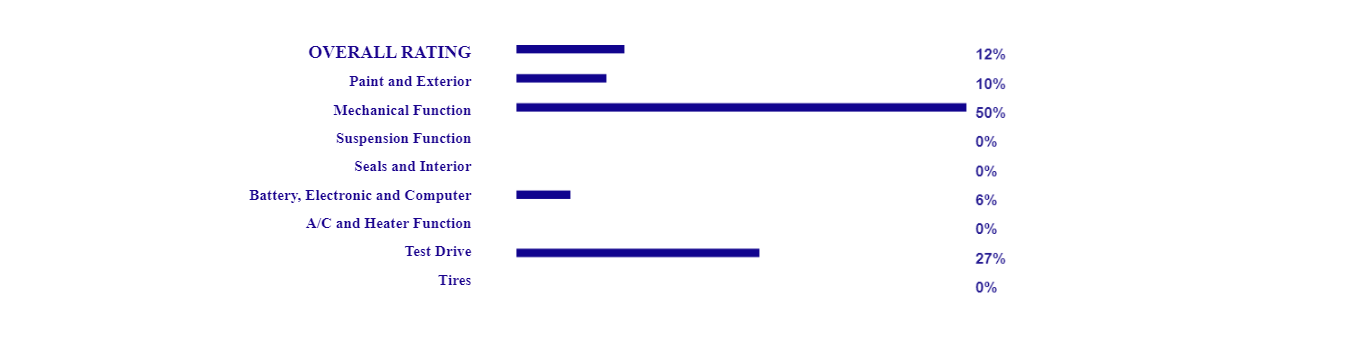 OVERALL RATING 12%
Paint and Exterior 10%
Mechanical Function 50%
Suspension Function 0%
Seals and Interior 0%
Battery, Electronic and Computer 6%
A/C and Heater Function 0%
Test Drive 27%
Tires 0%